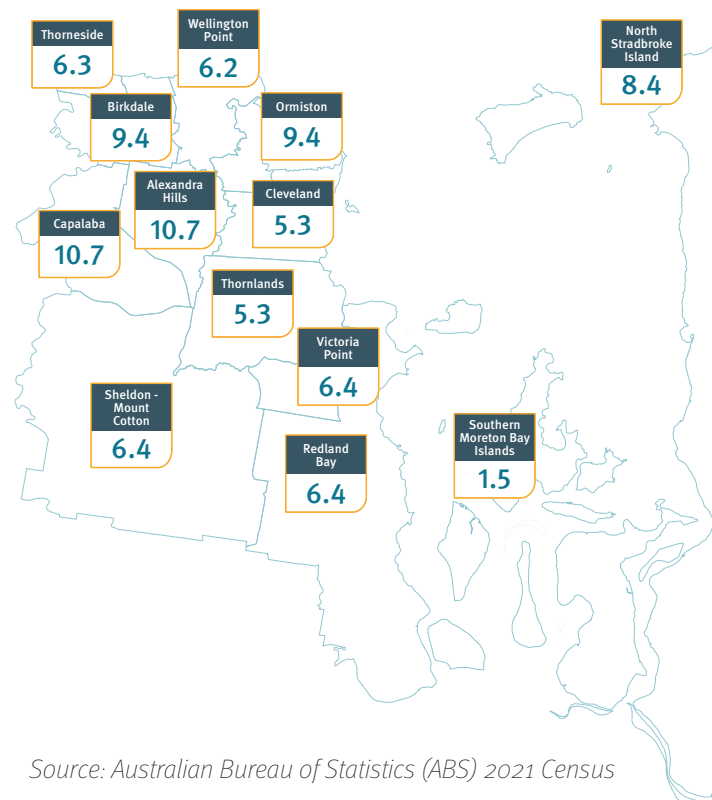 Thorneside
6.3
Wellington
Point
6.2
North
Stradbroke
Island
8.4
Birkdale
9.4
Ormiston
9.4
Alexandra
Hills
10.7
Cleveland
5.3
Capalaba
10.7
Thornlands
5.3
Victoria
Point
6.4
Sheldon -
Mount
Cotton
6.4
Redland
Bay
6.4
Southern
Moreton Bay
Islands
1.5
Source: Australian Bureau of Statistics (ABS) 2021 Census